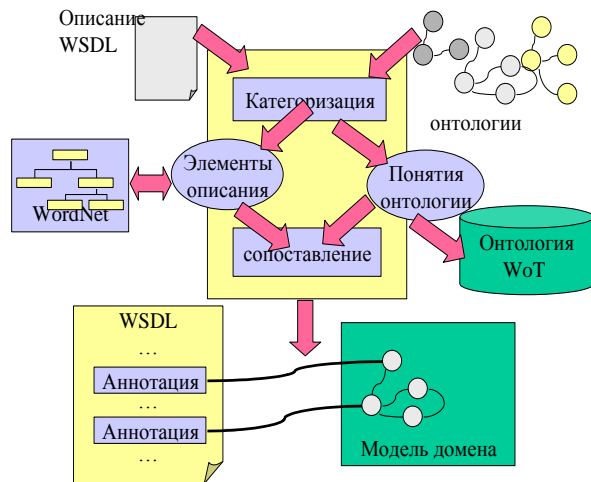 Описание
WSDL
онтологии
Категоризация
Элементы
описания
Понятия
онтологии
WordNet
сопоставление
Онтология
WoT
WSDL
…
Аннотация
…
Аннотация
…
Модель домена